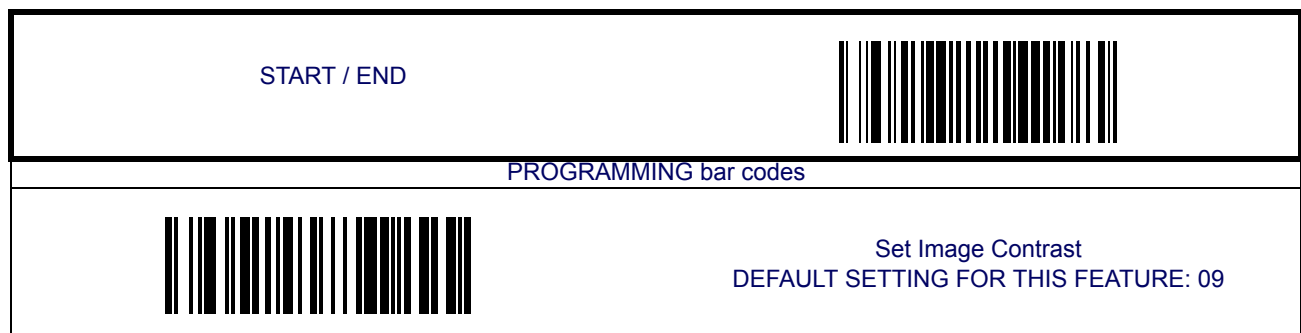 START / END
PROGRAMMING bar codes
Set Image Contrast
DEFAULT SETTING FOR THIS FEATURE: 09